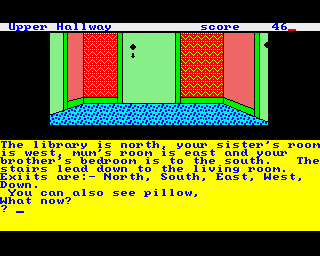 Upper Hallway score 46
The library is north, your sister's room
is west, mum's room is east and your
brother's bedroom is to the south. The
stairs lead down to the living room.
Exiits are:- North, South, East, West,
Down.
You can also see pillow,
What now?
? _